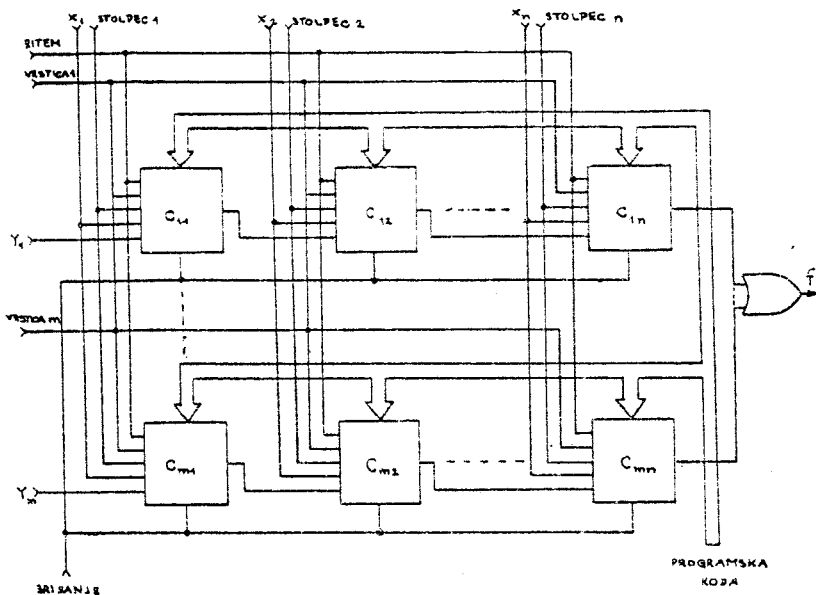 X₁ STOLPEC 1 X₂ STOLPEC 2 Xₙ STOLPEC n
RITEM
VRSTICA 1
C₁₁ C₁₂ C₁ₙ
Y₁
f
VRSTICA m
Cₘ₁ Cₘ₂ Cₘₙ
Yₘ
PROGRAMSKA
KODA
BRISANJE